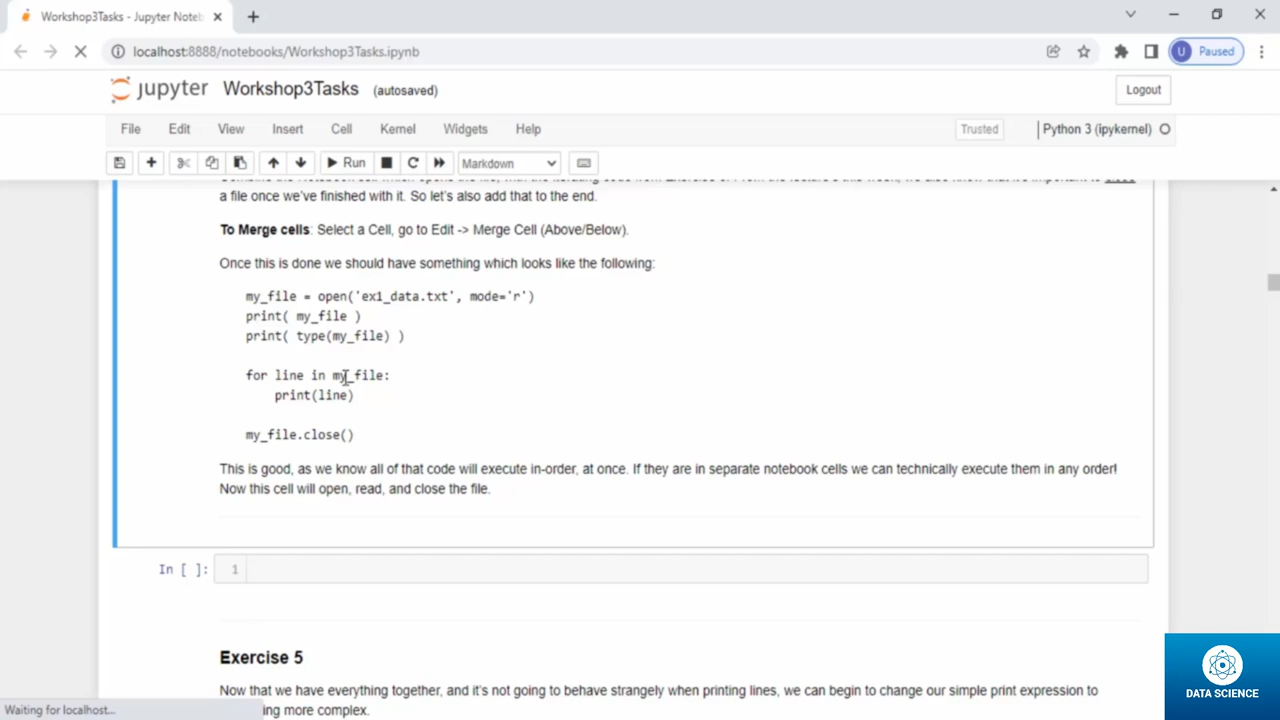 Workshop3Tasks - Jupyter Noteb
localhost:8888/notebooks/Workshop3Tasks.ipynb
U Paused
jupyter Workshop3Tasks (autosaved)
Logout
File Edit View Insert Cell Kernel Widgets Help
Trusted
Python 3 (ipykernel)
Run
Markdown
a file once we've finished with it. So let's also add that to the end.
To Merge cells: Select a Cell, go to Edit -> Merge Cell (Above/Below).
Once this is done we should have something which looks like the following:
my_file = open('ex1_data.txt', mode='r')
print( my_file )
print( type(my_file) )
for line in my_file:
print(line)
my_file.close()
This is good, as we know all of that code will execute in-order, at once. If they are in separate notebook cells we can technically execute them in any order!
Now this cell will open, read, and close the file.
In [ ]: 1
Exercise 5
Now that we have everything together, and it's not going to behave strangely when printing lines, we can begin to change our simple print expression to
ing more complex.
Waiting for localhost...
DATA SCIENCE